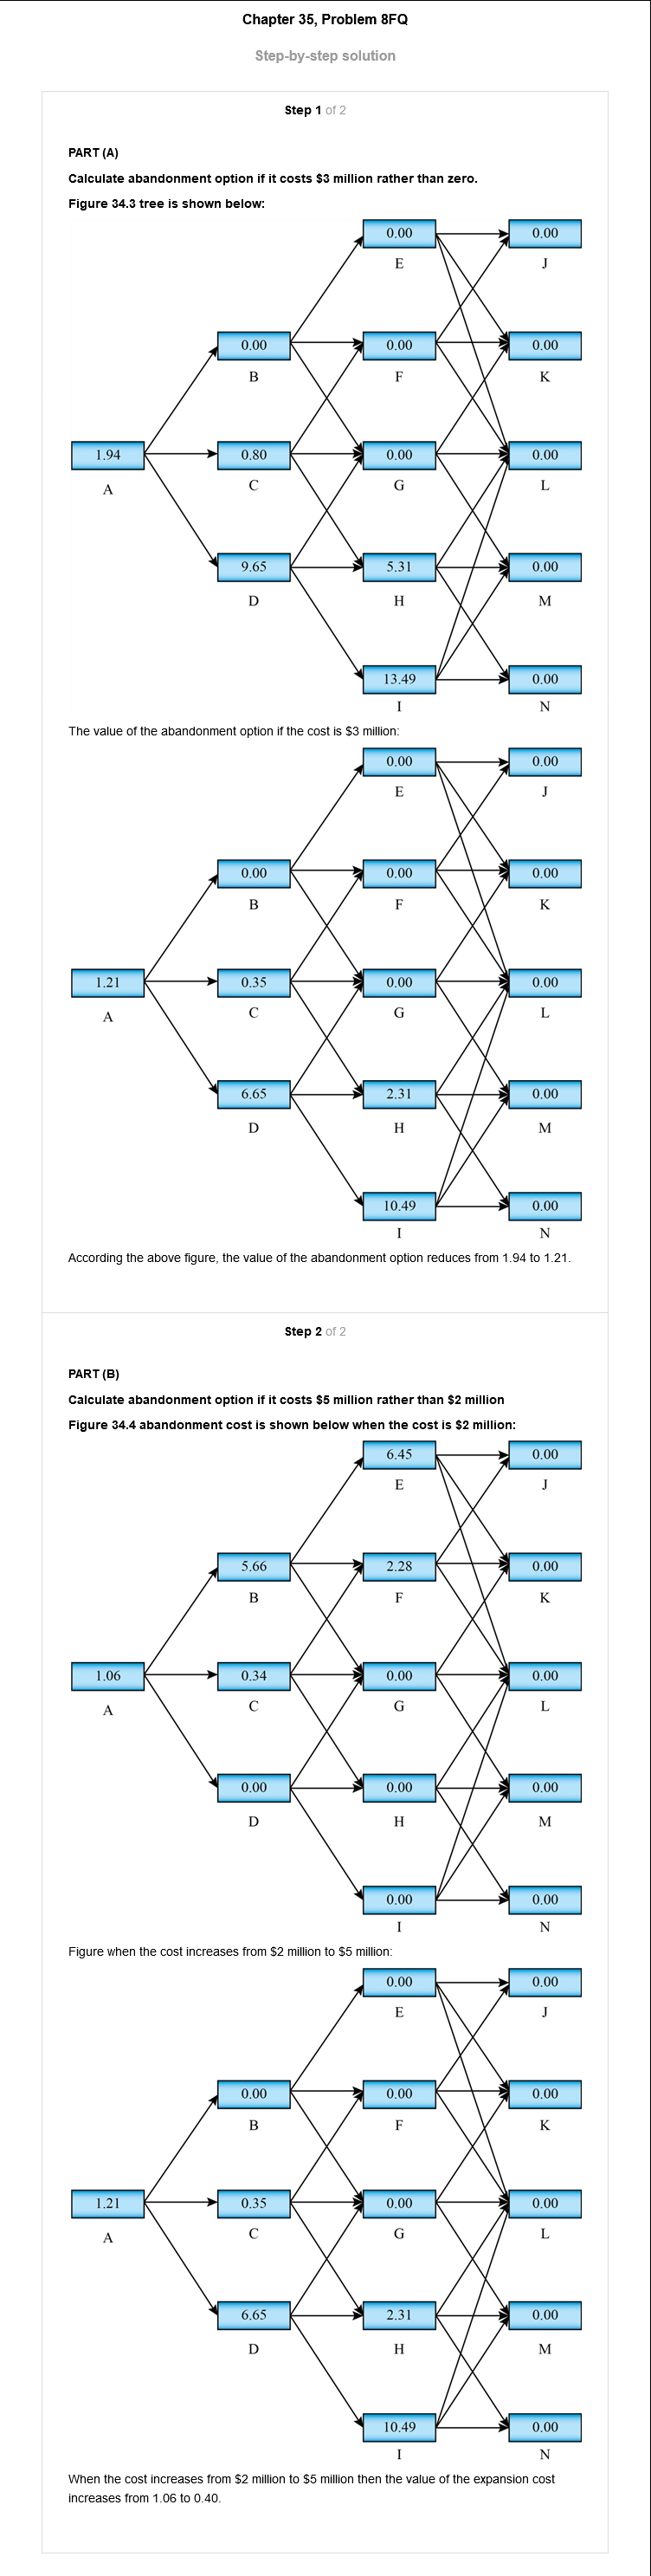 Chapter 35, Problem 8FQ
Step-by-step solution
Step 1 of 2
PART (A)
Calculate abandonment option if it costs $3 million rather than zero.
Figure 34.3 tree is shown below:
0.00 0.00
E J
0.00 0.00 0.00
B F K
1.94 0.80 0.00 0.00
A C G L
9.65 5.31 0.00
D H M
13.49 0.00
I N
The value of the abandonment option if the cost is $3 million:
0.00 0.00
E J
0.00 0.00 0.00
B F K
1.21 0.35 0.00 0.00
A C G L
6.65 2.31 0.00
D H M
10.49 0.00
I N
According the above figure, the value of the abandonment option reduces from 1.94 to 1.21.
Step 2 of 2
PART (B)
Calculate abandonment option if it costs $5 million rather than $2 million
Figure 34.4 abandonment cost is shown below when the cost is $2 million:
6.45 0.00
E J
5.66 2.28 0.00
B F K
1.06 0.34 0.00 0.00
A C G L
0.00 0.00 0.00
D H M
0.00 0.00
I N
Figure when the cost increases from $2 million to $5 million:
0.00 0.00
E J
0.00 0.00 0.00
B F K
1.21 0.35 0.00 0.00
A C G L
6.65 2.31 0.00
D H M
10.49 0.00
I N
When the cost increases from $2 million to $5 million then the value of the expansion cost
increases from 1.06 to 0.40.